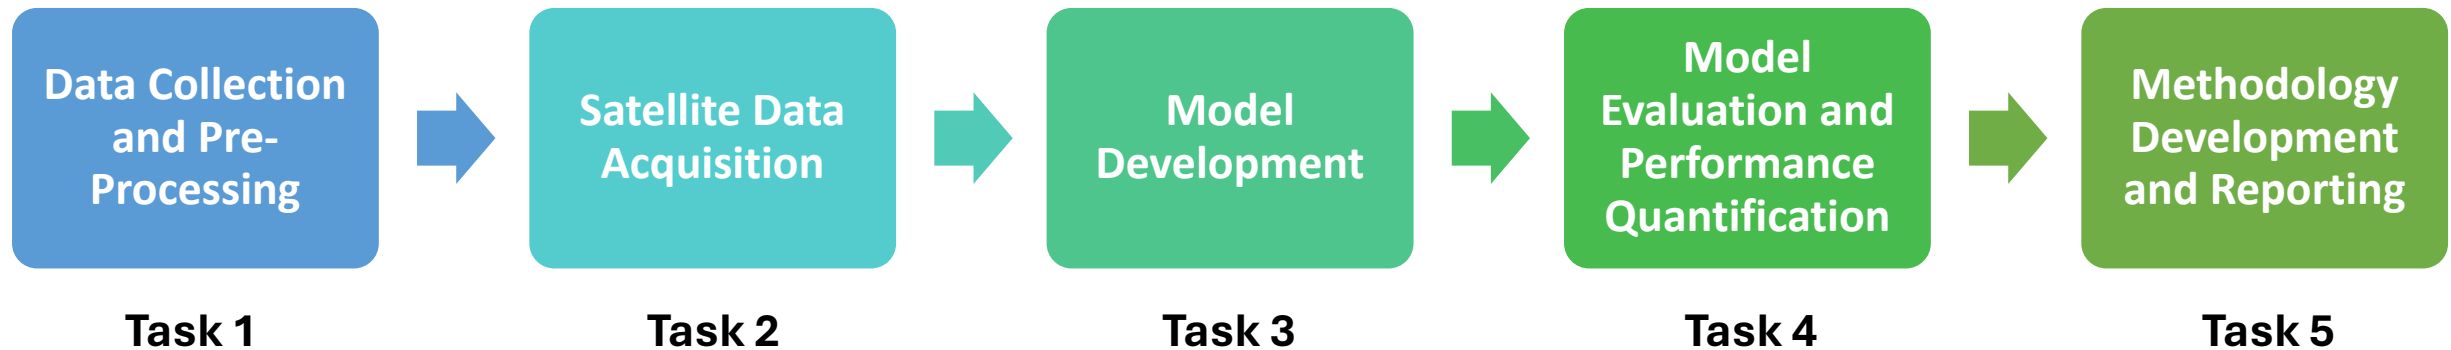 Data Collection
and Pre-
Processing
Satellite Data
Acquisition
Model
Development
Model
Evaluation and
Performance
Quantification
Methodology
Development
and Reporting
Task 1
Task 2
Task 3
Task 4
Task 5